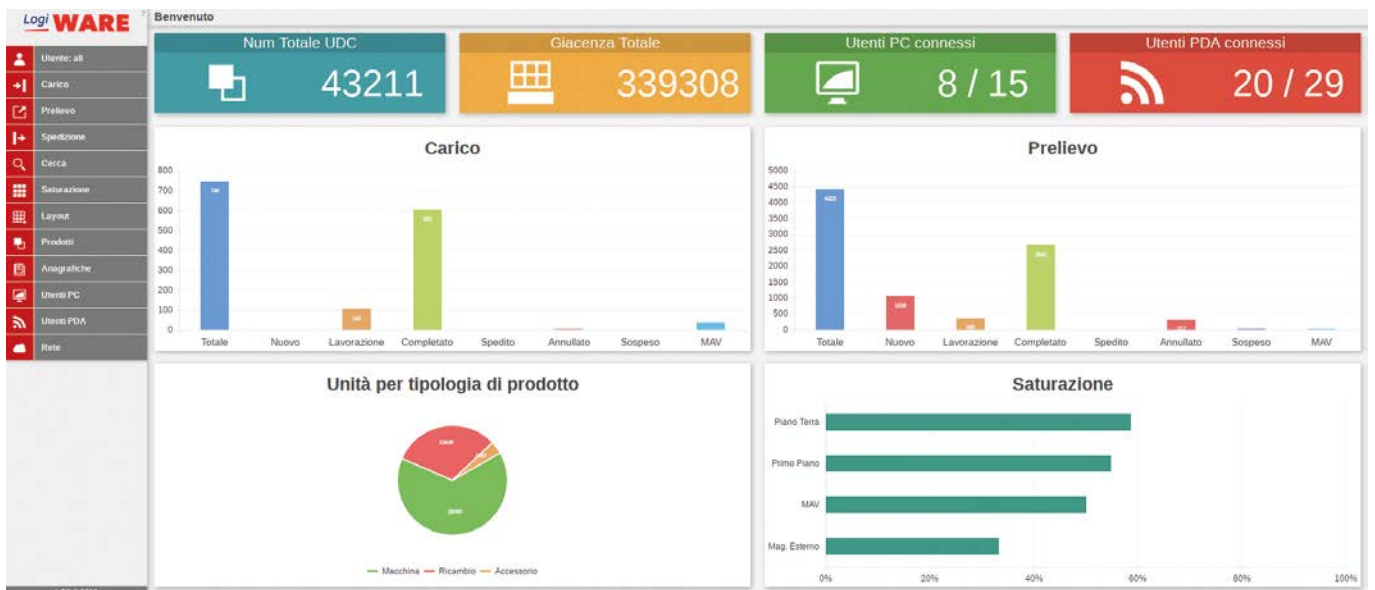 Logi WARE ?
Benvenuto
Utente: all
Carico
Prelievo
Spedizione
Cerca
Saturazione
Layout
Prodotti
Anagrafiche
Utenti PC
Utenti PDA
Rete
Num Totale UDC
43211
Giacenza Totale
339308
Utenti PC connessi
8 / 15
Utenti PDA connessi
20 / 29
Carico
800
700
600
500
400
300
200
100
0
Totale Nuovo Lavorazione Completato Spedito Annullato Sospeso MAV
Prelievo
5000
4500
4000
3500
3000
2500
2000
1500
1000
500
0
Totale Nuovo Lavorazione Completato Spedito Annullato Sospeso MAV
Unità per tipologia di prodotto
Macchina Ricambio Accessorio
Saturazione
Piano Terra
Primo Piano
MAV
Mag. Esterno
0% 20% 40% 60% 80% 100%